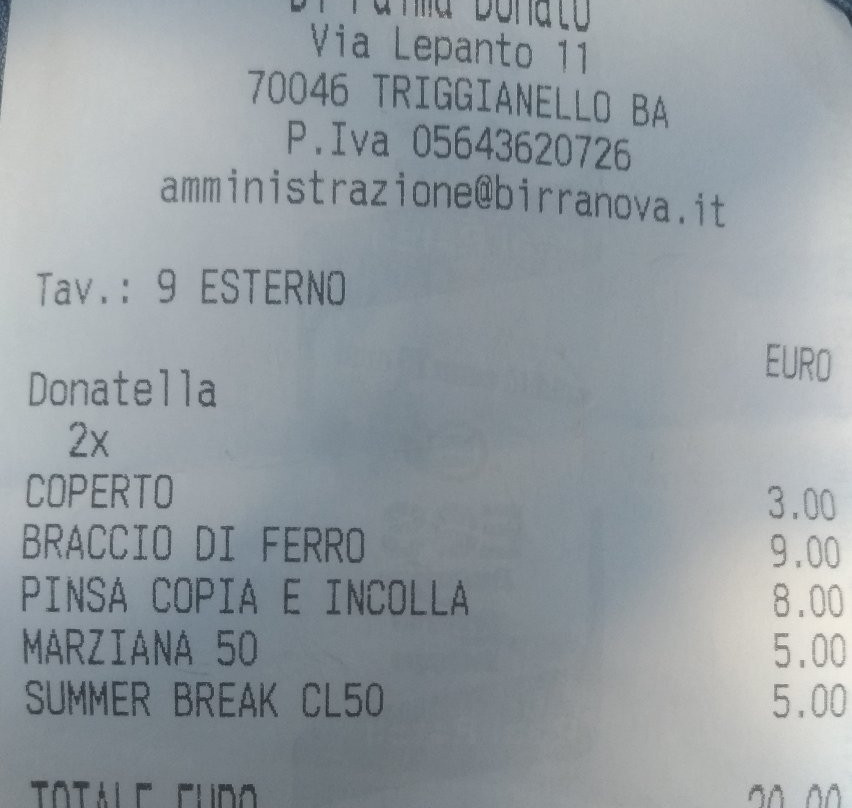 Via Lepanto 11
70046 TRIGGIANELLO BA
P.Iva 05643620726
amministrazione@birranova.it
Tav.: 9 ESTERNO
EURO
Donatella
2x
COPERTO 3.00
BRACCIO DI FERRO 9.00
PINSA COPIA E INCOLLA 8.00
MARZIANA 50 5.00
SUMMER BREAK CL50 5.00
TOTALE EURO